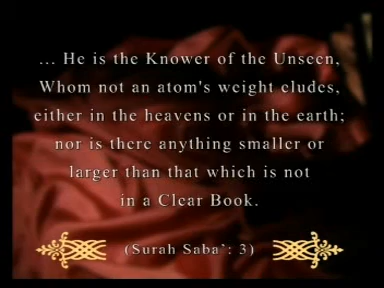 ... He is the Knower of the Unseen,
Whom not an atom's weight eludes,
either in the heavens or in the earth;
nor is there anything smaller or
larger than that which is not
in a Clear Book.
(Surah Saba': 3)